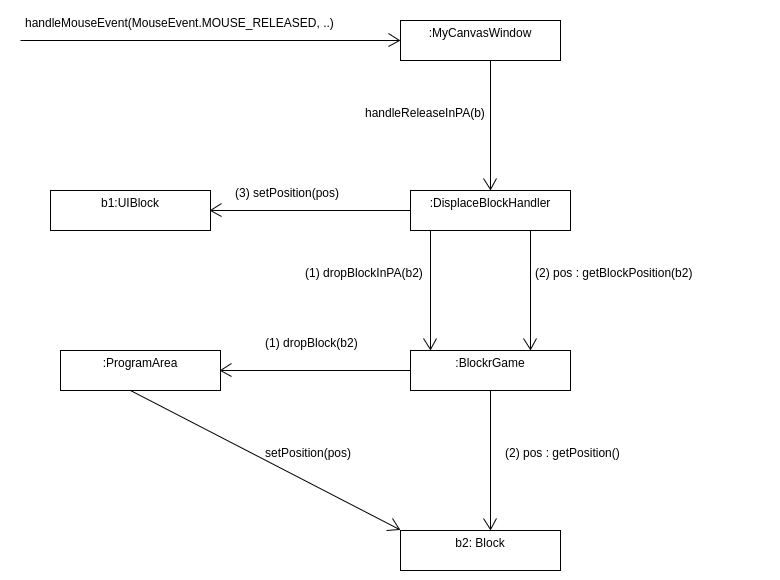 handleMouseEvent(MouseEvent.MOUSE_RELEASED, ..)
:MyCanvasWindow
handleReleaseInPA(b)
(3) setPosition(pos)
b1:UIBlock
:DisplaceBlockHandler
(1) dropBlockInPA(b2)
(2) pos : getBlockPosition(b2)
(1) dropBlock(b2)
:ProgramArea
:BlockrGame
setPosition(pos)
(2) pos : getPosition()
b2: Block